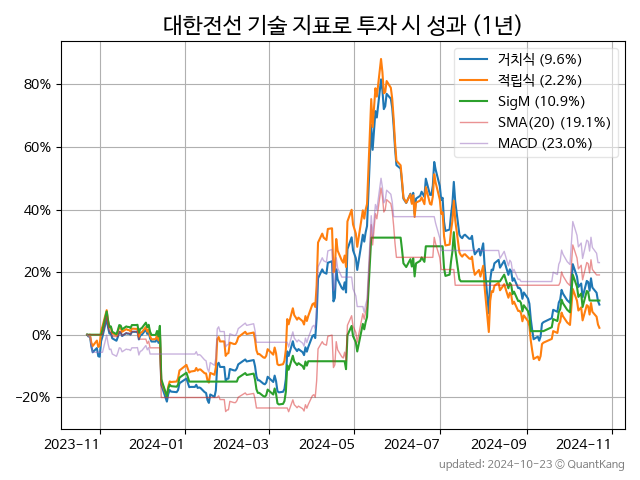 대한전선 기술 지표로 투자 시 성과 (1년)
거치식 (9.6%)
적립식 (2.2%)
SigM (10.9%)
SMA(20) (19.1%)
MACD (23.0%)
80%
60%
40%
20%
0%
−20%
2023-11 2024-01 2024-03 2024-05 2024-07 2024-09 2024-11
updated: 2024-10-23 © QuantKang